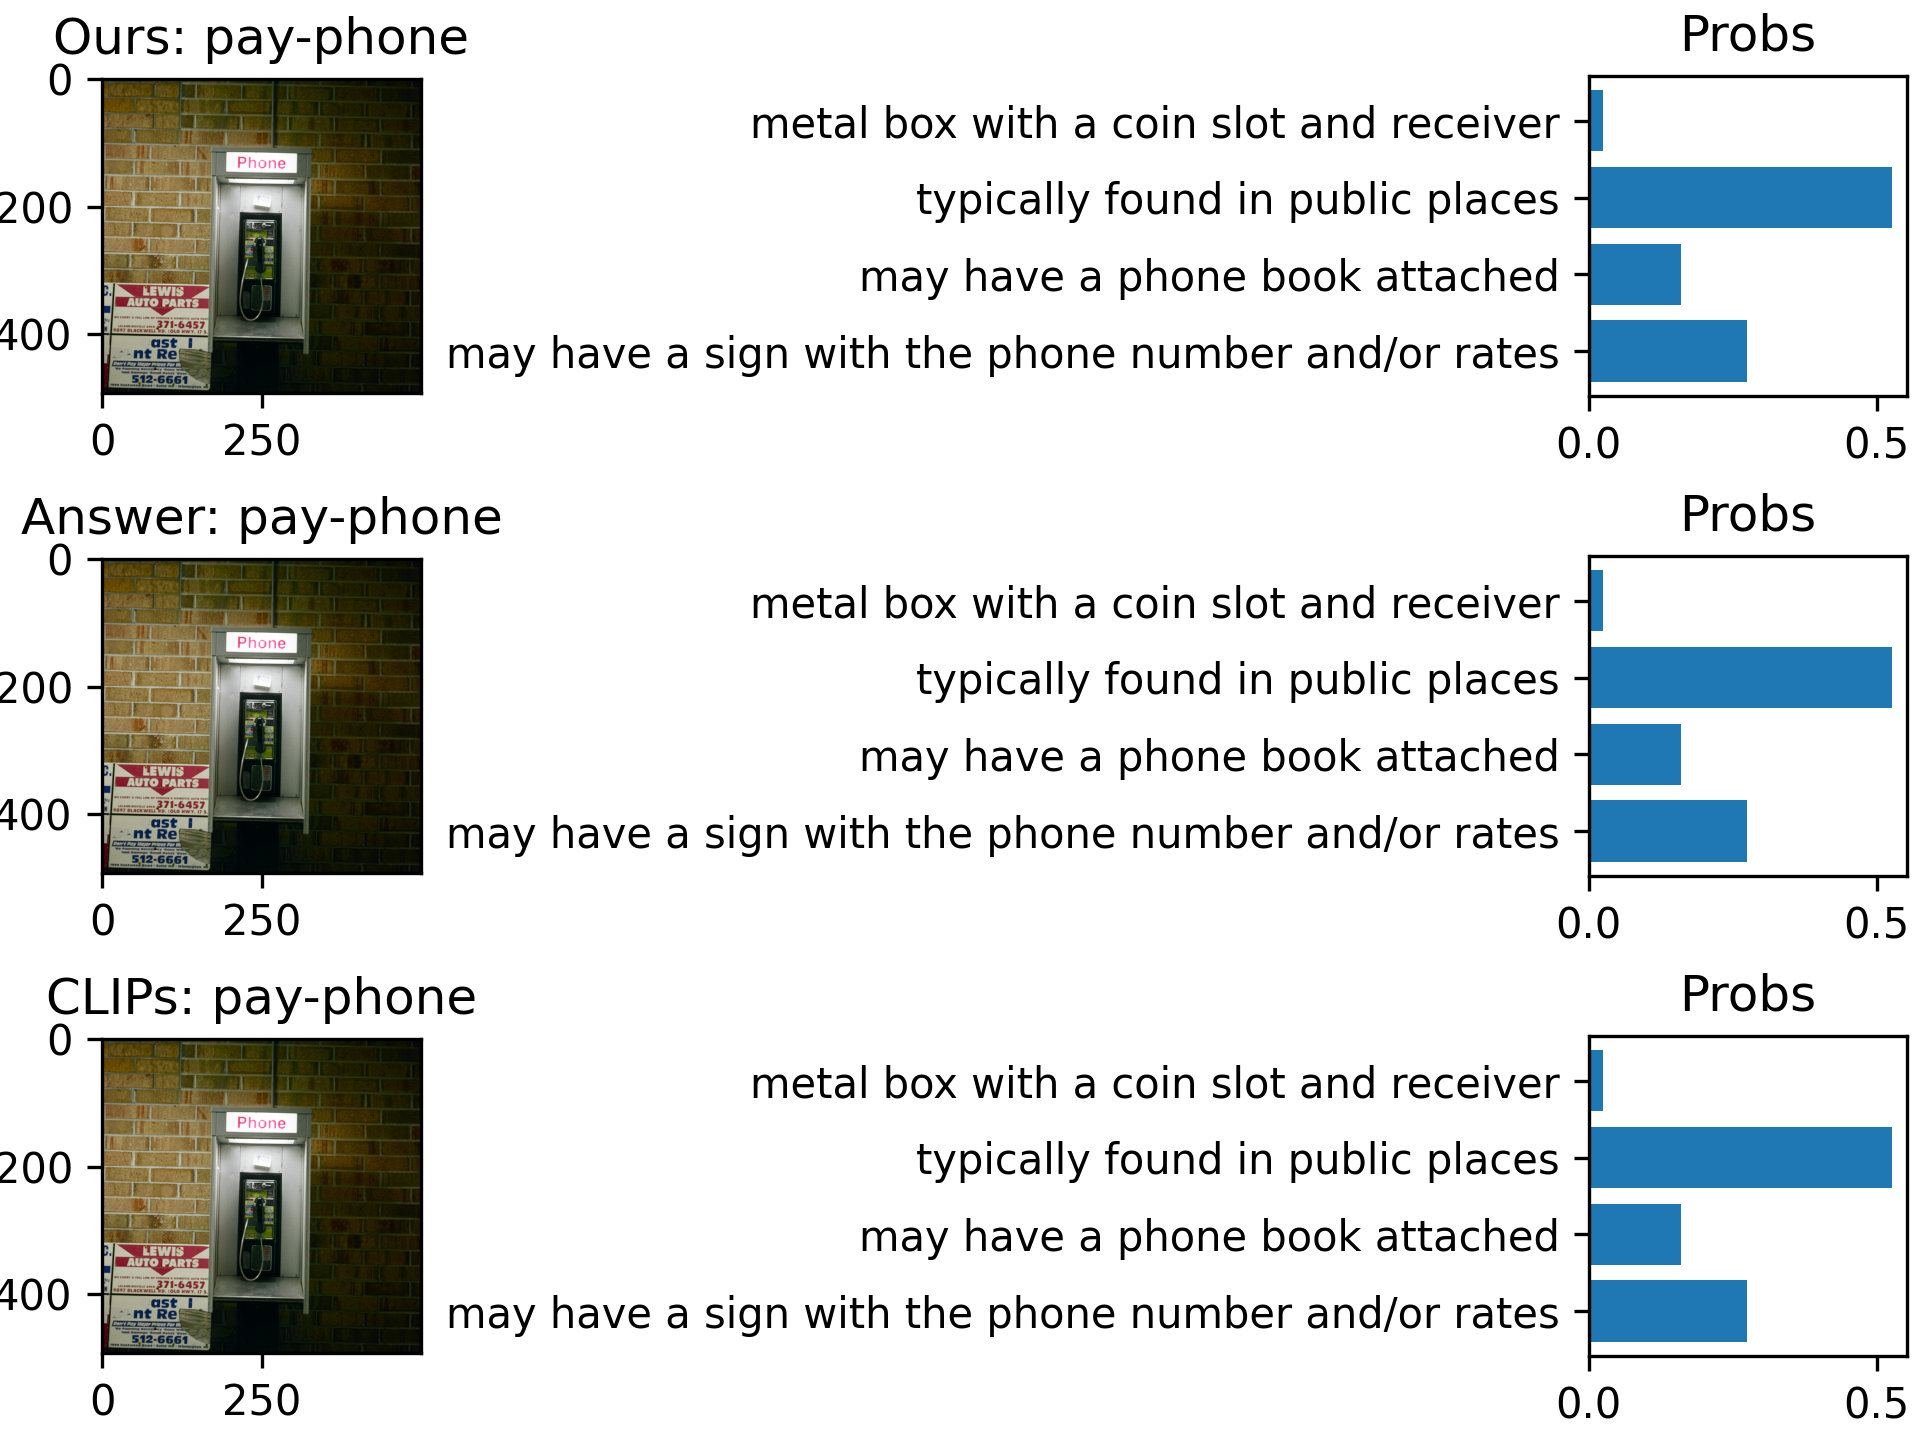 Ours: pay-phone
Probs
0
200
400
0
250
Phone
LEWIS
AUTO PARTS
371-6457
ast
nt Re
512-6661
metal box with a coin slot and receiver
typically found in public places
may have a phone book attached
may have a sign with the phone number and/or rates
0.0
0.5
Answer: pay-phone
Probs
0
200
400
0
250
Phone
LEWIS
AUTO PARTS
371-6457
ast
nt Re
512-6661
metal box with a coin slot and receiver
typically found in public places
may have a phone book attached
may have a sign with the phone number and/or rates
0.0
0.5
CLIPs: pay-phone
Probs
0
200
400
0
250
Phone
LEWIS
AUTO PARTS
371-6457
ast
nt Re
512-6661
metal box with a coin slot and receiver
typically found in public places
may have a phone book attached
may have a sign with the phone number and/or rates
0.0
0.5